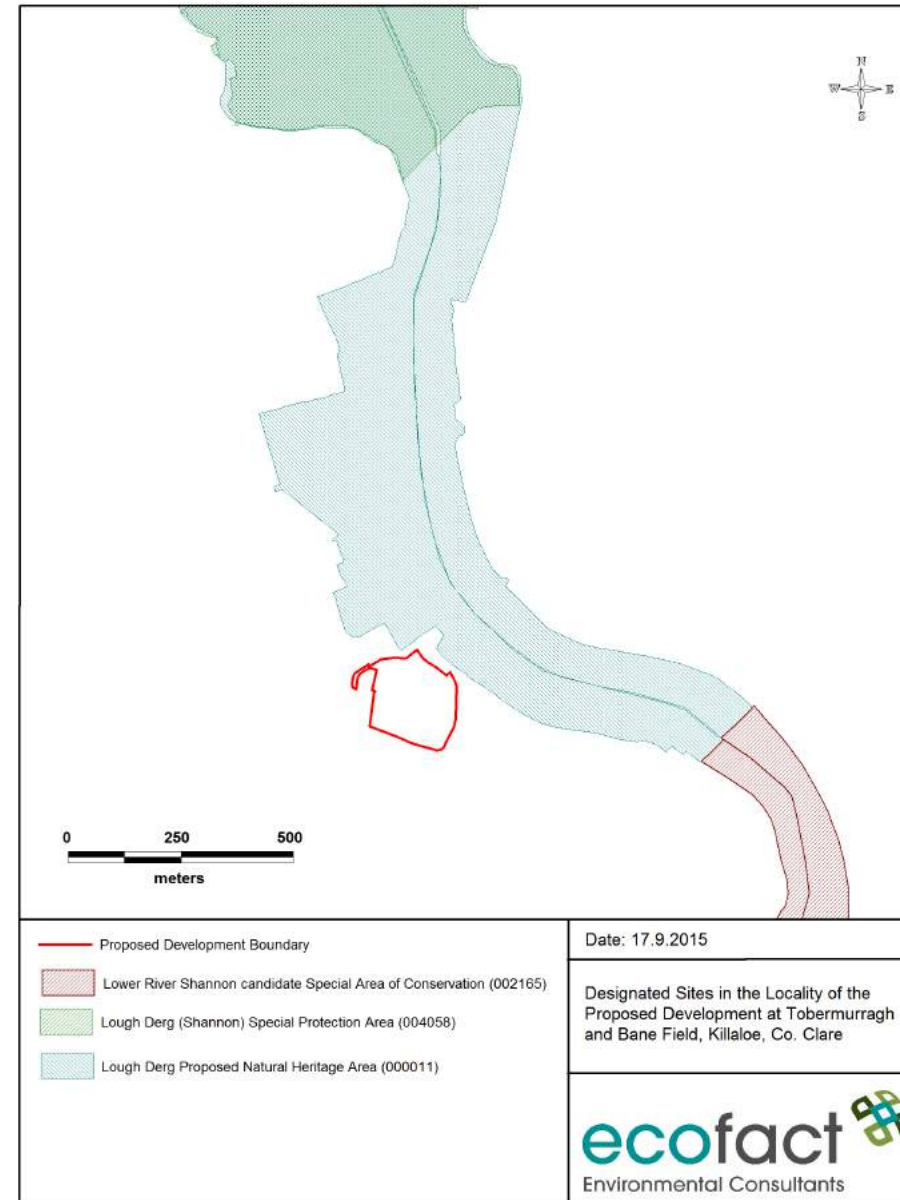 N
W E
S
0 250 500
meters
Proposed Development Boundary
Lower River Shannon candidate Special Area of Conservation (002165)
Lough Derg (Shannon) Special Protection Area (004058)
Lough Derg Proposed Natural Heritage Area (000011)
Date: 17.9.2015
Designated Sites in the Locality of the
Proposed Development at Tobermurragh
and Bane Field, Killaloe, Co. Clare
ecofact
Environmental Consultants